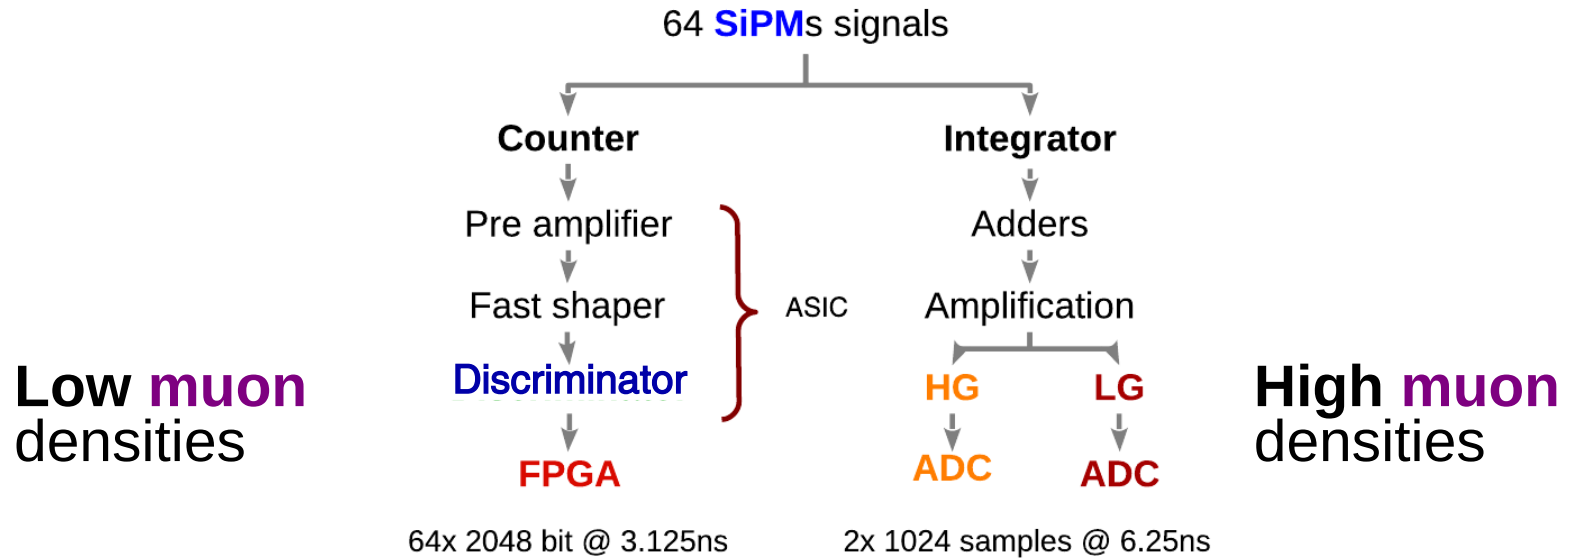 64 SiPMs signals
Counter
Integrator
Pre amplifier
Adders
Fast shaper
ASIC
Amplification
Discriminator
HG
LG
Low muon
densities
High muon
densities
FPGA
ADC
ADC
64x 2048 bit @ 3.125ns
2x 1024 samples @ 6.25ns